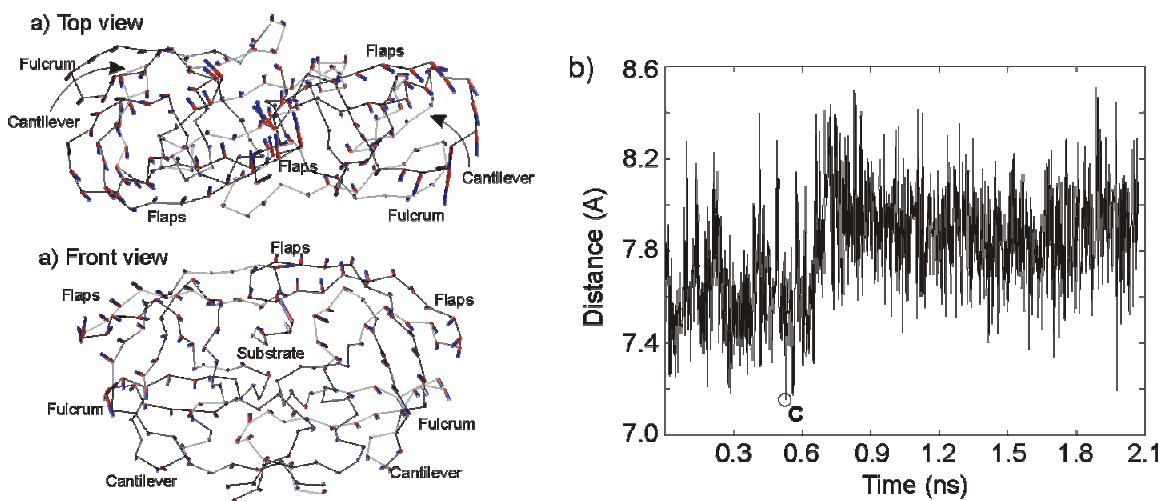 a) Top view
Flaps
Fulcrum
Cantilever
Flaps
Cantilever
Flaps
Fulcrum
a) Front view
Flaps
Flaps
Flaps
Substrate
Fulcrum
Fulcrum
Cantilever
Cantilever
b)
8.6
8.2
7.8
7.4
7.0
Distance (A)
C
0.3 0.6 0.9 1.2 1.5 1.8 2.1
Time (ns)